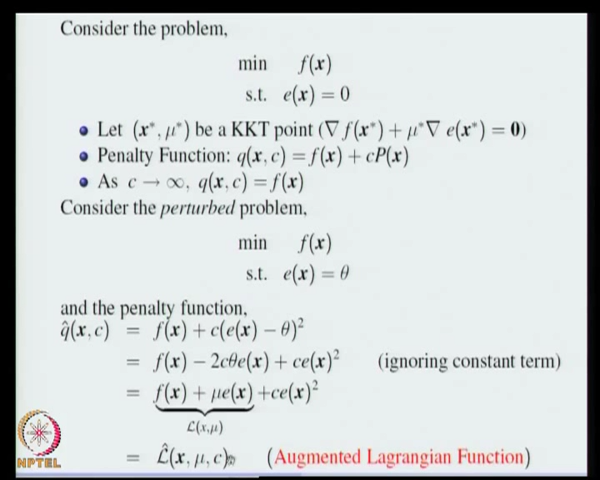 Consider the problem,
min f(x)
s.t. e(x) = 0
Let (x*, μ*) be a KKT point (∇ f(x*) + μ*∇ e(x*) = 0)
Penalty Function: q(x, c) = f(x) + cP(x)
As c → ∞, q(x, c) = f(x)
Consider the perturbed problem,
min f(x)
s.t. e(x) = θ
and the penalty function,
q̂(x, c) = f(x) + c(e(x) − θ)²
= f(x) − 2cθe(x) + ce(x)² (ignoring constant term)
= f(x) + μe(x) + ce(x)²
ℒ(x,μ)
= ℒ̂(x, μ, c) (Augmented Lagrangian Function)
NPTEL